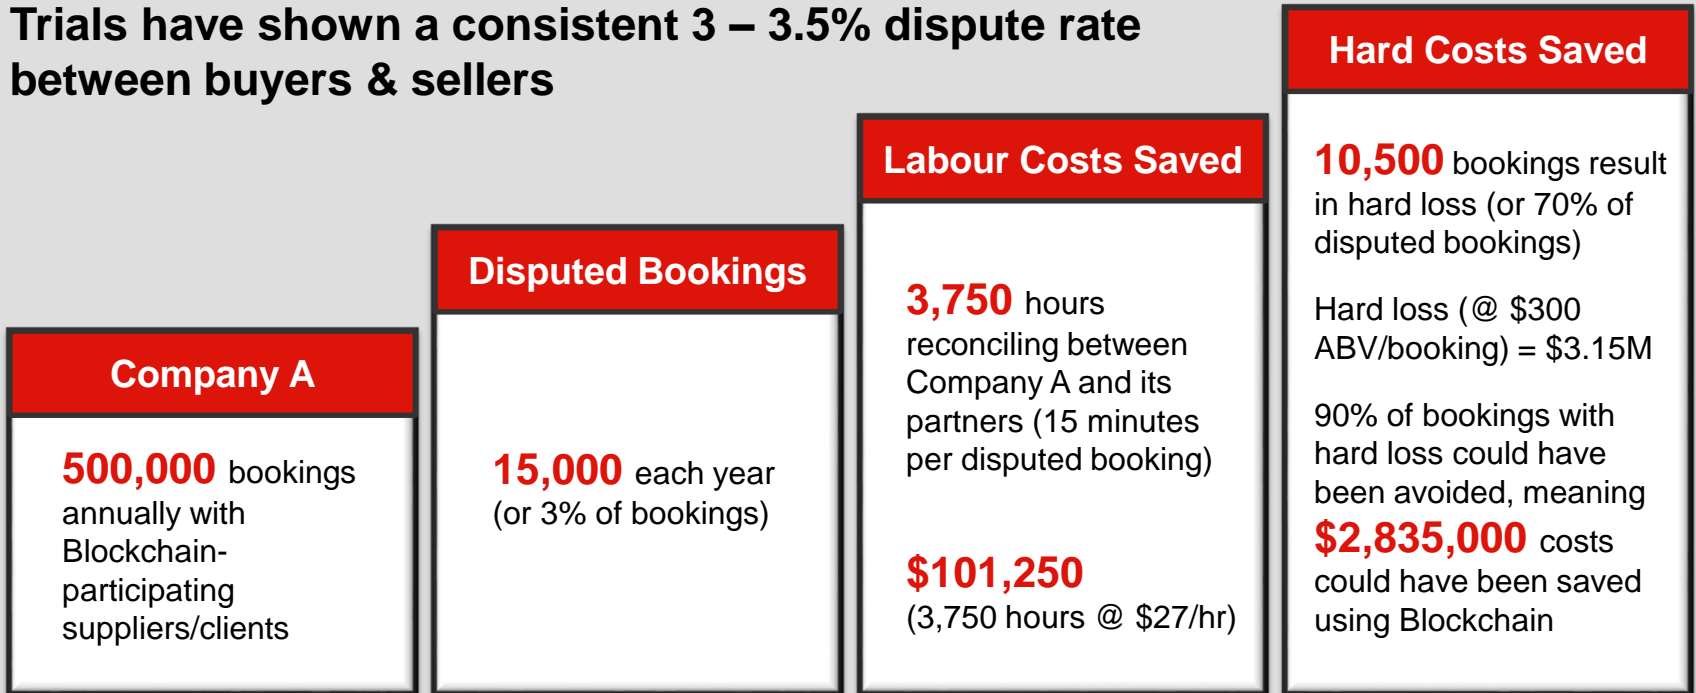 Trials have shown a consistent 3 – 3.5% dispute rate
between buyers & sellers
Company A
500,000 bookings
annually with
Blockchain-
participating
suppliers/clients
Disputed Bookings
15,000 each year
(or 3% of bookings)
Labour Costs Saved
3,750 hours
reconciling between
Company A and its
partners (15 minutes
per disputed booking)
$101,250
(3,750 hours @ $27/hr)
Hard Costs Saved
10,500 bookings result
in hard loss (or 70% of
disputed bookings)
Hard loss (@ $300
ABV/booking) = $3.15M
90% of bookings with
hard loss could have
been avoided, meaning
$2,835,000 costs
could have been saved
using Blockchain